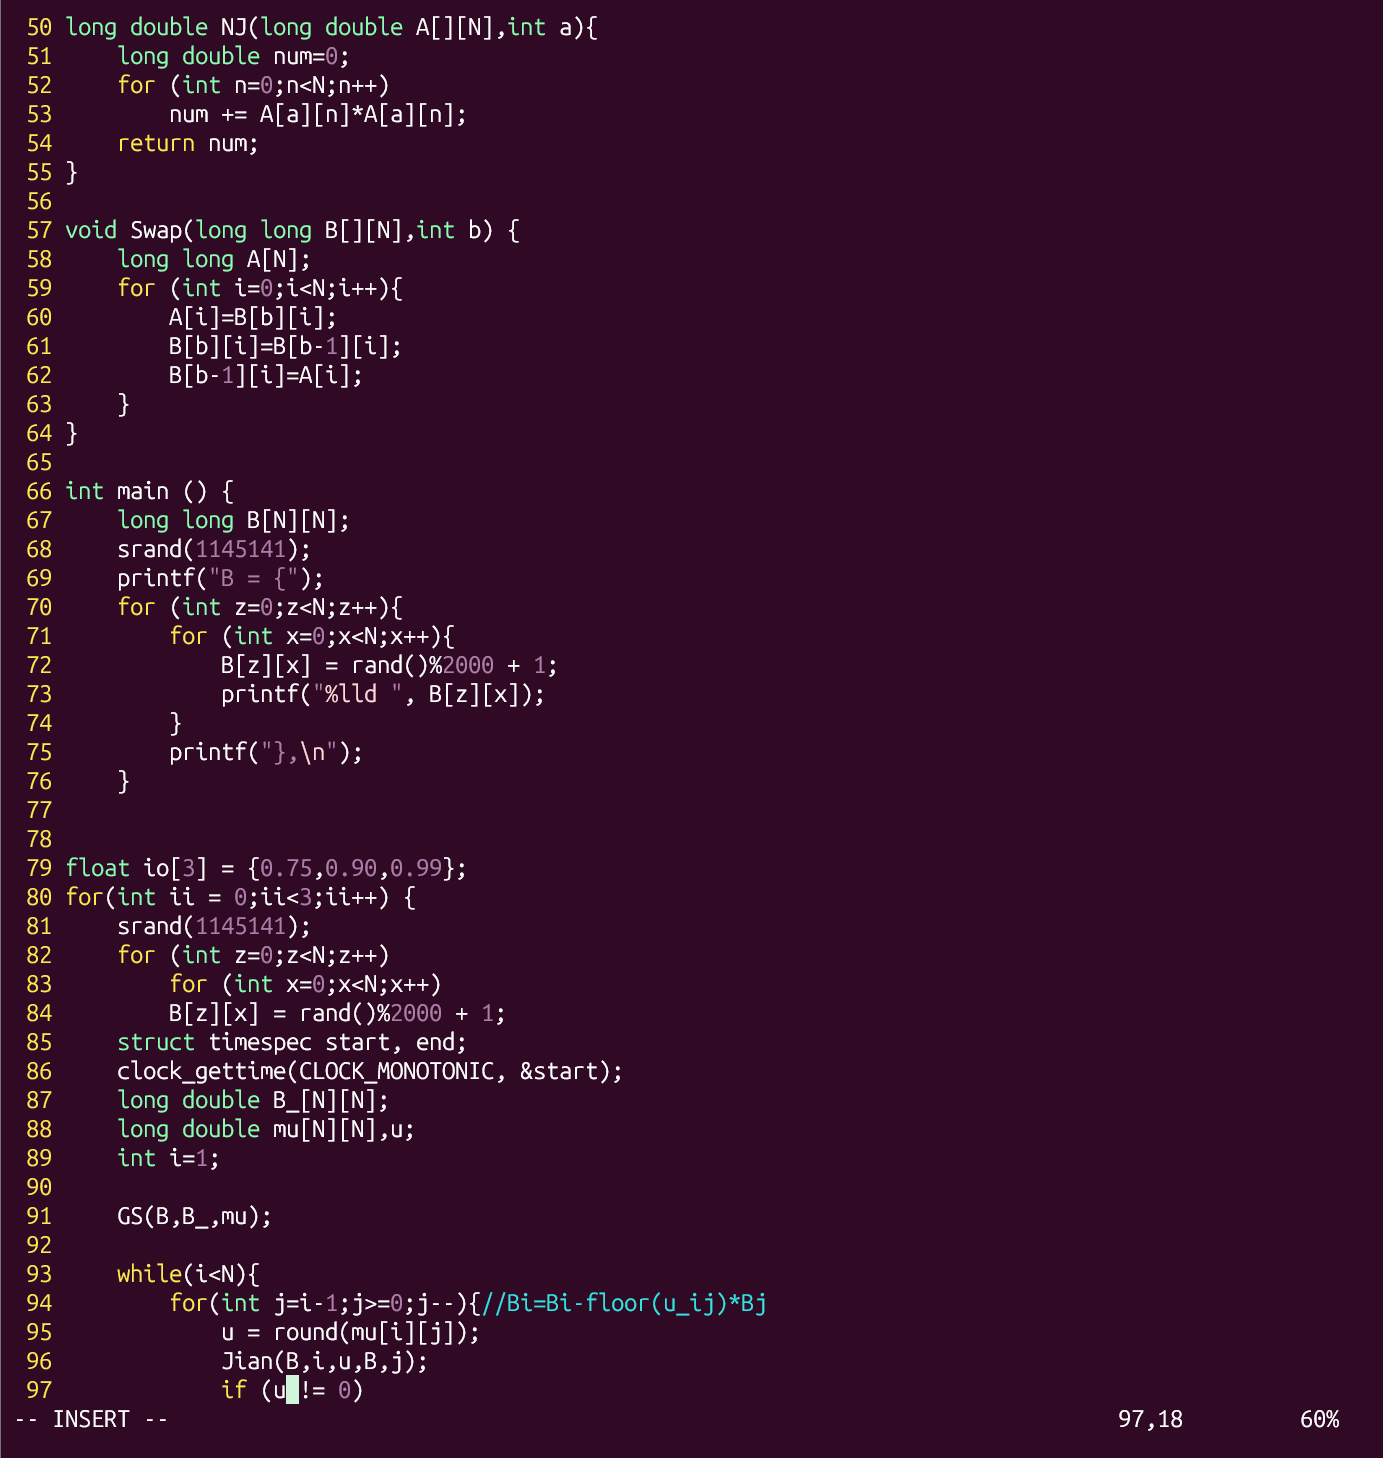 50 long double NJ(long double A[][N],int a){
51     long double num=0;
52     for (int n=0;n<N;n++)
53         num += A[a][n]*A[a][n];
54     return num;
55 }
56
57 void Swap(long long B[][N],int b) {
58     long long A[N];
59     for (int i=0;i<N;i++){
60         A[i]=B[b][i];
61         B[b][i]=B[b-1][i];
62         B[b-1][i]=A[i];
63     }
64 }
65
66 int main () {
67     long long B[N][N];
68     srand(1145141);
69     printf("B = {");
70     for (int z=0;z<N;z++){
71         for (int x=0;x<N;x++){
72             B[z][x] = rand()%2000 + 1;
73             printf("%lld ", B[z][x]);
74         }
75         printf("},\n");
76     }
77
78
79 float io[3] = {0.75,0.90,0.99};
80 for(int ii = 0;ii<3;ii++) {
81     srand(1145141);
82     for (int z=0;z<N;z++)
83         for (int x=0;x<N;x++)
84         B[z][x] = rand()%2000 + 1;
85     struct timespec start, end;
86     clock_gettime(CLOCK_MONOTONIC, &start);
87     long double B_[N][N];
88     long double mu[N][N],u;
89     int i=1;
90
91     GS(B,B_,mu);
92
93     while(i<N){
94         for(int j=i-1;j>=0;j--){//Bi=Bi-floor(u_ij)*Bj
95             u = round(mu[i][j]);
96             Jian(B,i,u,B,j);
97             if (u != 0)
-- INSERT -- 97,18 60%